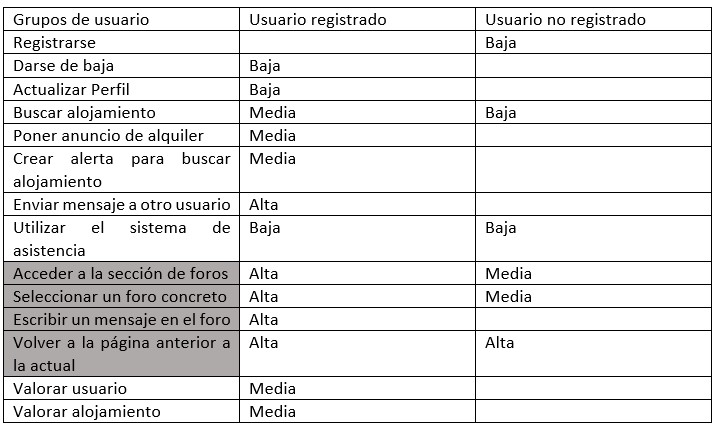 Grupos de usuario Usuario registrado Usuario no registrado
Registrarse Baja
Darse de baja Baja
Actualizar Perfil Baja
Buscar alojamiento Media Baja
Poner anuncio de alquiler Media
Crear alerta para buscar Media
alojamiento
Enviar mensaje a otro usuario Alta
Utilizar el sistema de Baja Baja
asistencia
Acceder a la sección de foros Alta Media
Seleccionar un foro concreto Alta Media
Escribir un mensaje en el foro Alta
Volver a la página anterior a Alta Alta
la actual
Valorar usuario Media
Valorar alojamiento Media